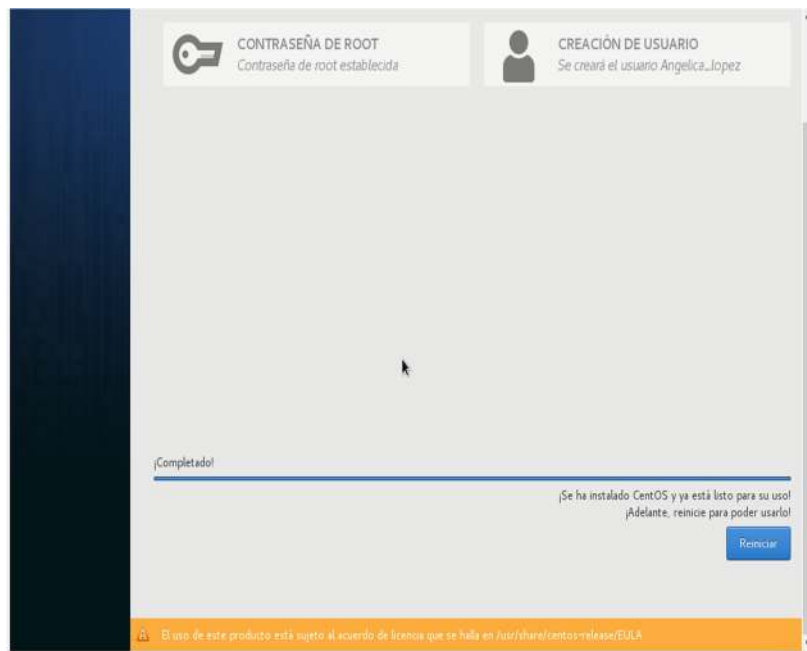 CONTRASEÑA DE ROOT
Contraseña de root establecida
CREACIÓN DE USUARIO
Se creará el usuario Angelica_lopez
¡Completado!
¡Se ha instalado CentOS y ya está listo para su uso!
¡Adelante, reinicie para poder usarlo!
Reiniciar
El uso de este producto está sujeto al acuerdo de licencia que se halla en /usr/share/centos-release/EULA